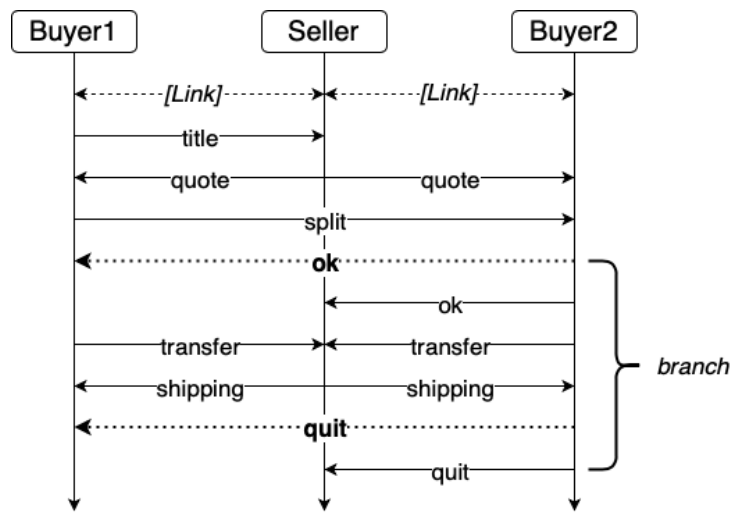 Buyer1 Seller Buyer2
[Link] [Link]
title
quote quote
split
ok
ok
transfer transfer
branch
shipping shipping
quit
quit